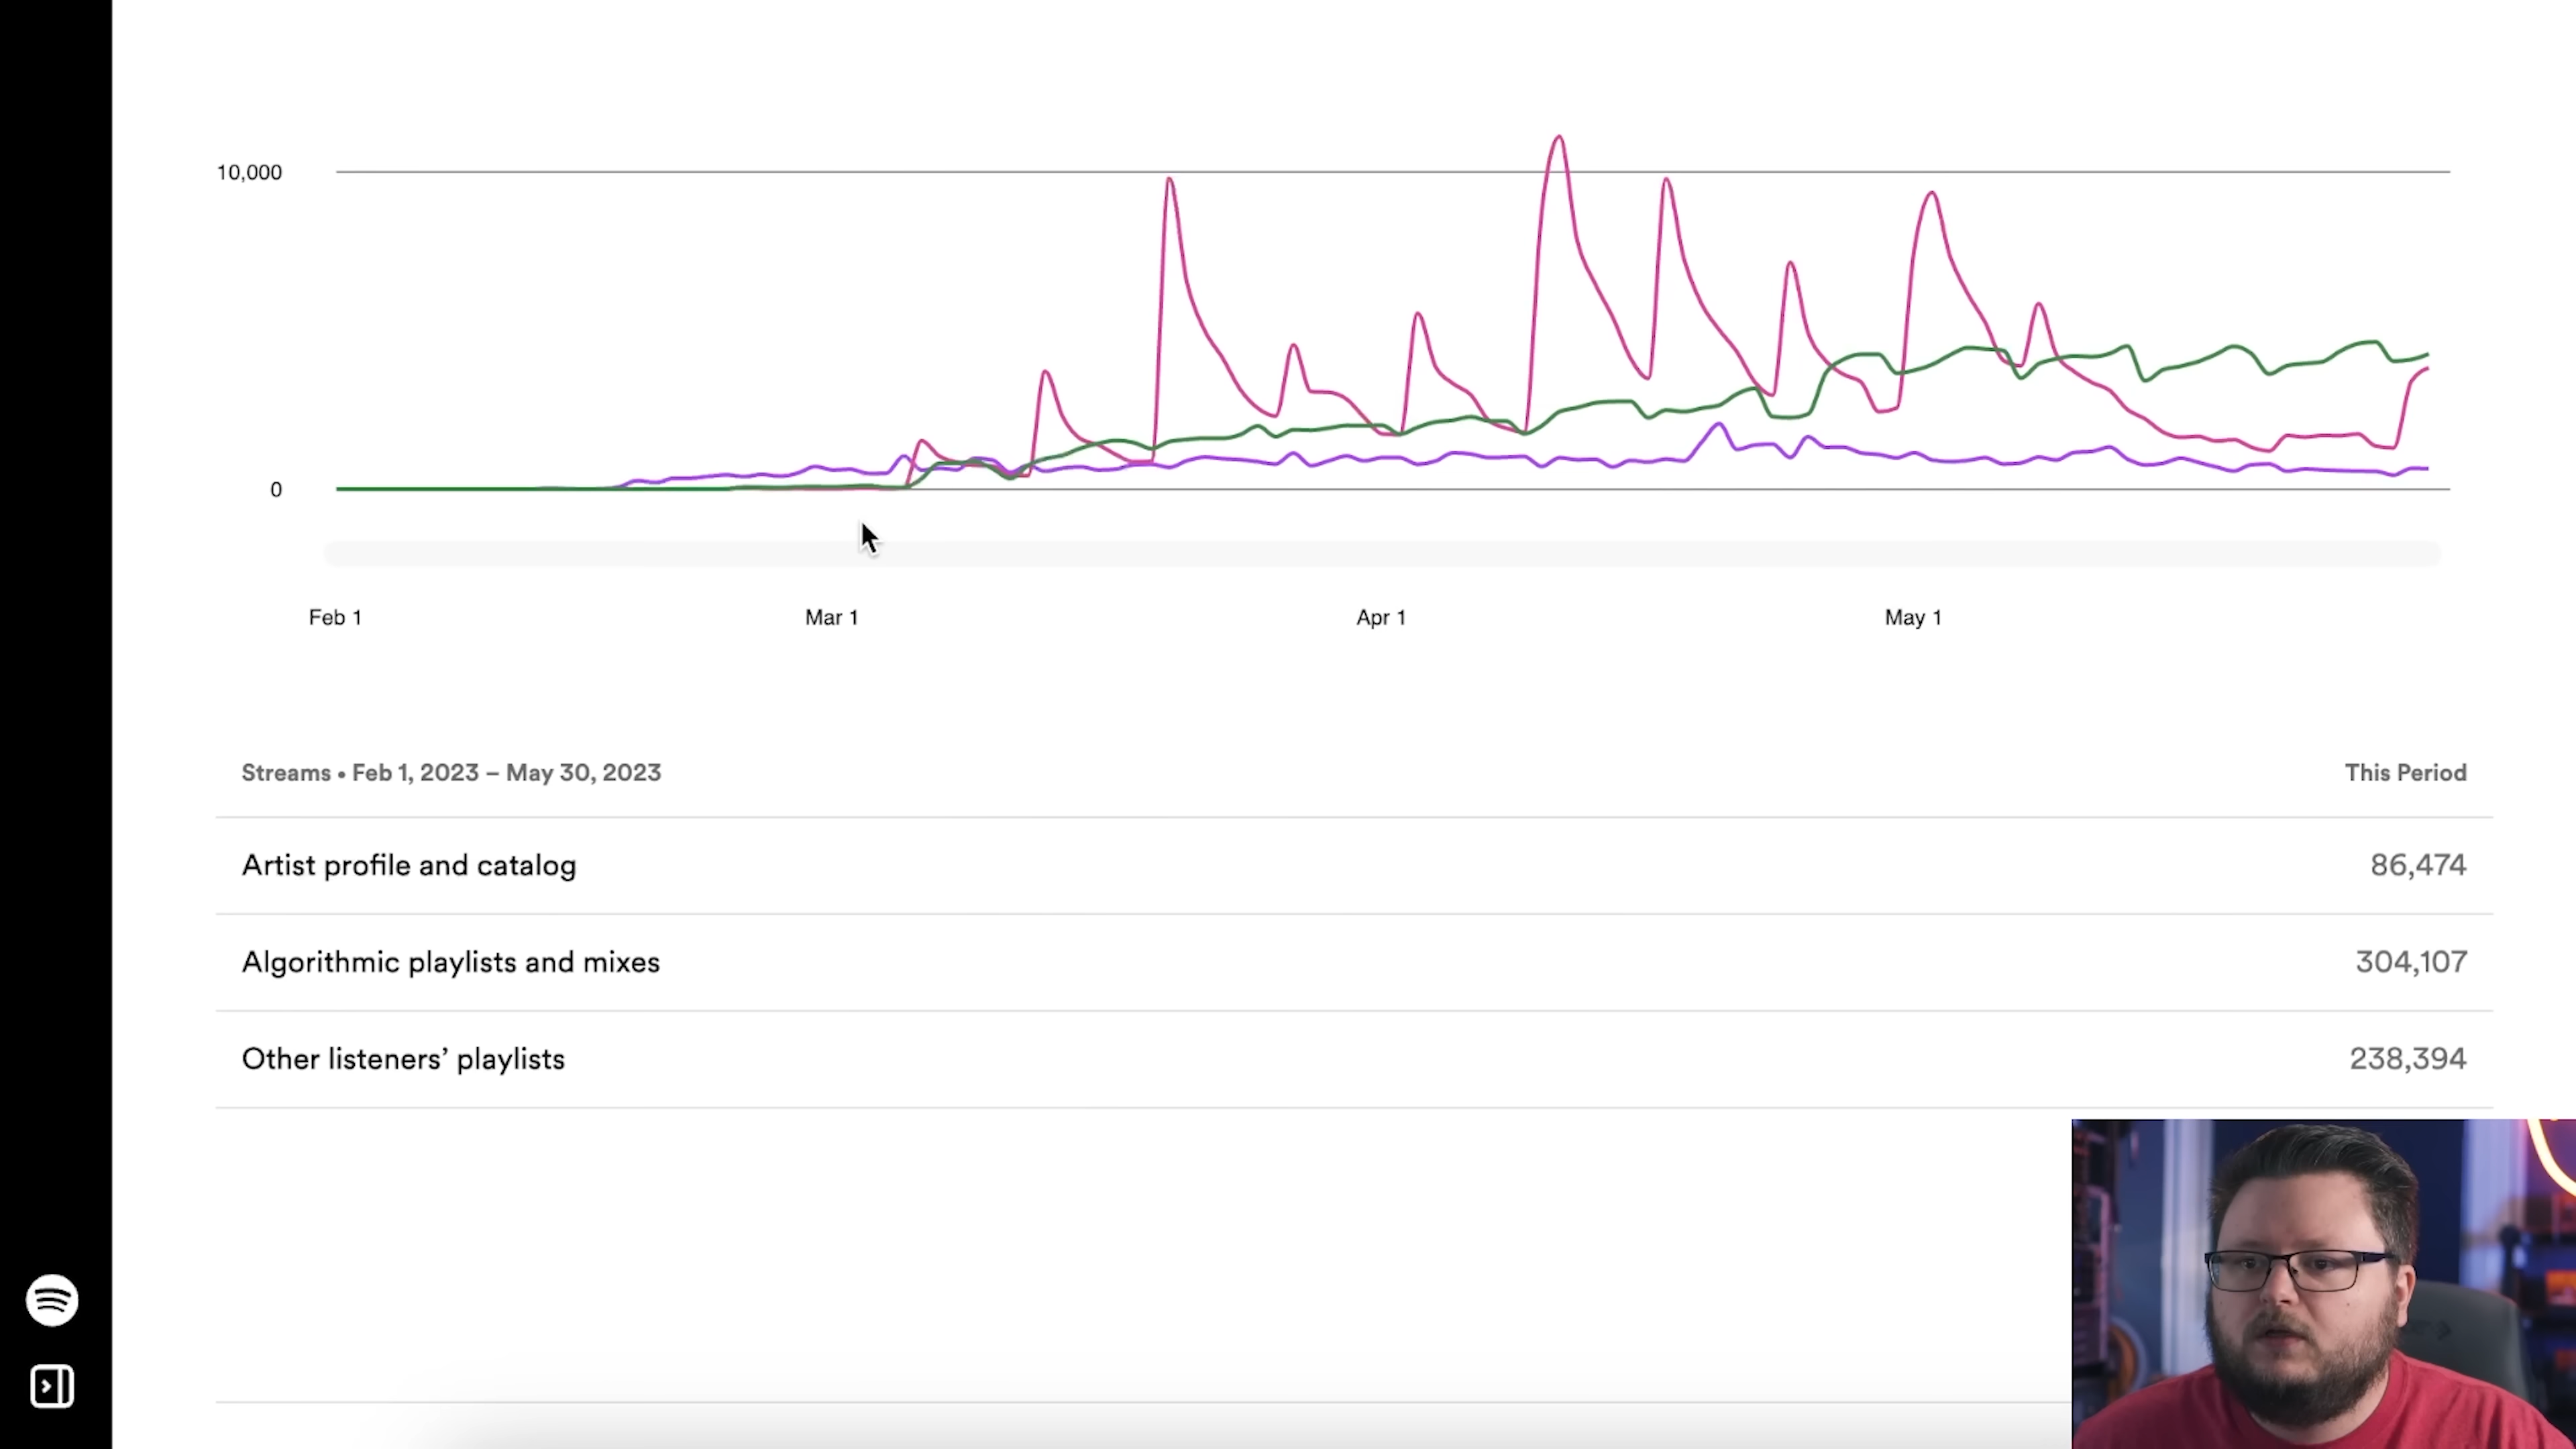 10,000
0
Feb 1 Mar 1 Apr 1 May 1
Streams • Feb 1, 2023 – May 30, 2023 This Period
Artist profile and catalog 86,474
Algorithmic playlists and mixes 304,107
Other listeners’ playlists 238,394